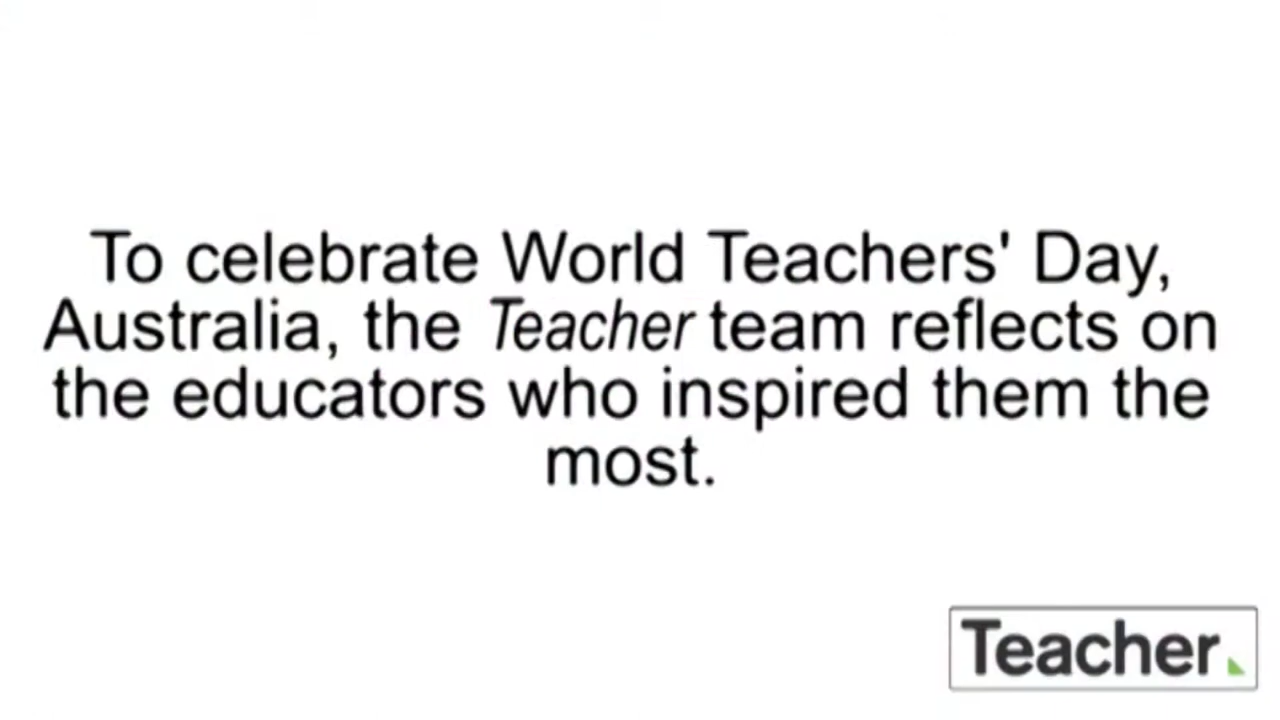 To celebrate World Teachers' Day,
Australia, the Teacher team reflects on
the educators who inspired them the
most.
Teacher.